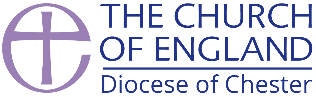 THE CHURCH
OF ENGLAND
Diocese of Chester